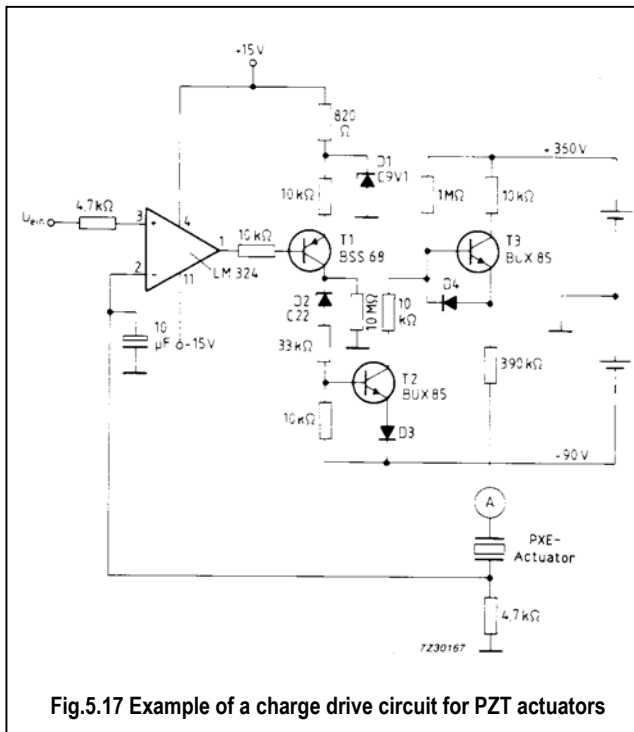 +15V
820
Ω
D1
C9V1
+350V
10kΩ
1MΩ
10kΩ
4.7kΩ
Uein
3
+
4
1
10kΩ
T1
BSS 68
T3
BUX 85
2
-
11
LM 324
D2
C22
10MΩ
10
kΩ
D4
10
µF
-15V
33kΩ
T2
BUX85
390kΩ
10kΩ
D3
-90V
A
PXE-
Actuator
4,7kΩ
7Z30167
Fig.5.17 Example of a charge drive circuit for PZT actuators